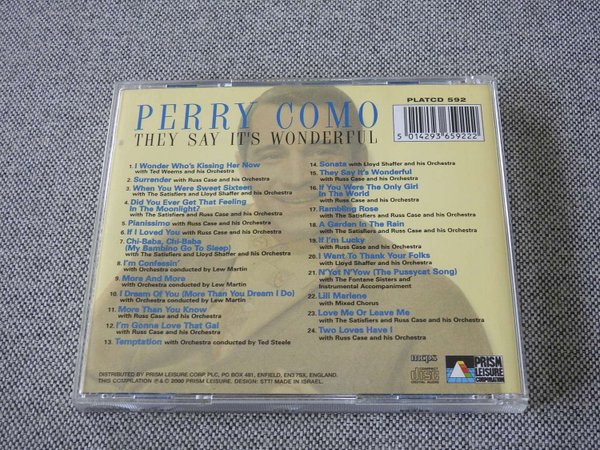 PERRY COMO
THEY SAY IT'S WONDERFUL
PLATCD 592
5 014293 659222
1. I Wonder Who's Kissing Her Now
with Ted Weems and his Orchestra
2. Surrender with Russ Case and his Orchestra
3. When You Were Sweet Sixteen
with The Satisfiers and Lloyd Shaffer and his Orchestra
4. Did You Ever Get That Feeling
In The Moonlight?
with The Satisfiers and Russ Case and his Orchestra
5. Pianissimo with Russ Case and his Orchestra
6. If I Loved You with Russ Case and his Orchestra
7. Chi-Baba, Chi-Baba
(My Bambino Go To Sleep)
with The Satisfiers and Lloyd Shaffer and his Orchestra
8. I'm Confessin'
with Orchestra conducted by Lew Martin
9. More And More
with Orchestra conducted by Lew Martin
10. I Dream Of You (More Than You Dream I Do)
with Orchestra conducted by Lew Martin
11. More Than You Know
with Russ Case and his Orchestra
12. I'm Gonna Love That Gal
with Russ Case and his Orchestra
13. Temptation with Orchestra conducted by Ted Steele
14. Sonata with Lloyd Shaffer and his Orchestra
15. They Say It's Wonderful
with Russ Case and his Orchestra
16. If You Were The Only Girl
In The World
with Russ Case and his Orchestra
17. Rambling Rose
with Russ Case and his Orchestra
18. A Garden In The Rain
with The Satisfiers and Russ Case and his Orchestra
19. If I'm Lucky
with Russ Case and his Orchestra
20. I Want To Thank Your Folks
with Lloyd Shaffer and his Orchestra
21. N'Yot N'Yow (The Pussycat Song)
with The Fontane Sisters and
Instrumental Accompaniment
22. Lili Marlene
with Mixed Chorus
23. Love Me Or Leave Me
with The Satisfiers and Russ Case and his Orchestra
24. Two Loves Have I
with Russ Case and his Orchestra
DISTRIBUTED BY PRISM LEISURE CORP. PLC, PO BOX 481, ENFIELD, EN3 7SX, ENGLAND.
THIS COMPILATION ℗ & © 2000 PRISM LEISURE. DESIGN: STT! MADE IN ISRAEL.
mcps
COMPACT
disc
DIGITAL AUDIO
PRISM
LEISURE
CORPORATION